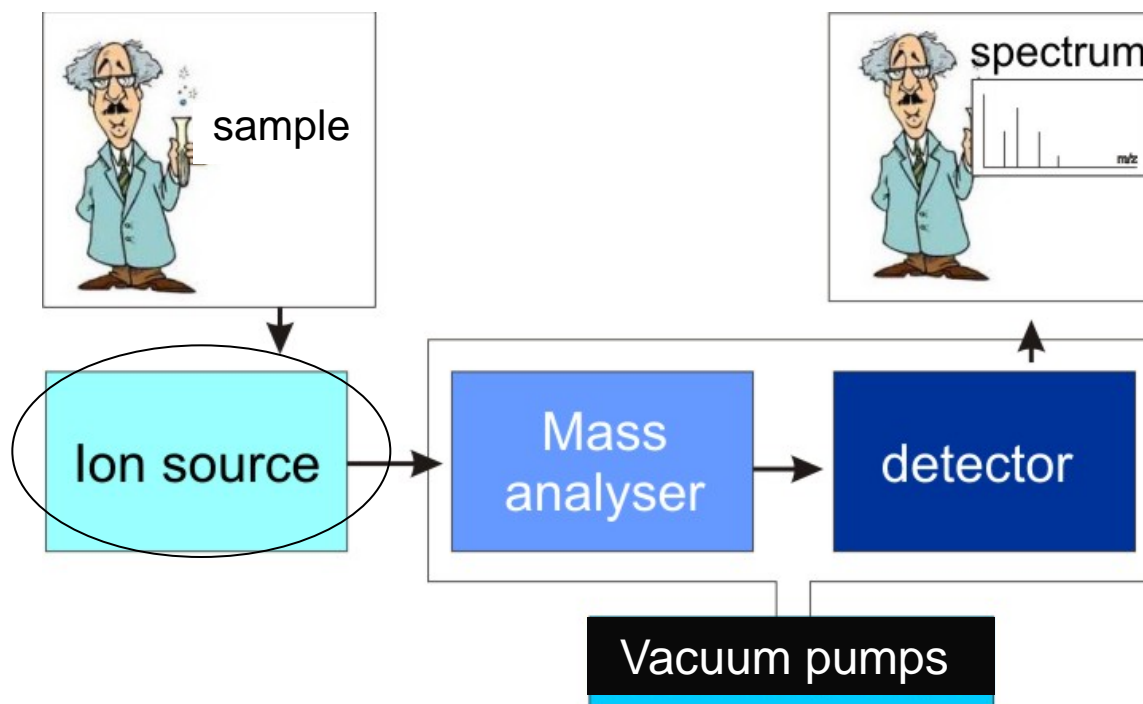 sample
spectrum
m/z
Ion source
Mass
analyser
detector
Vacuum pumps